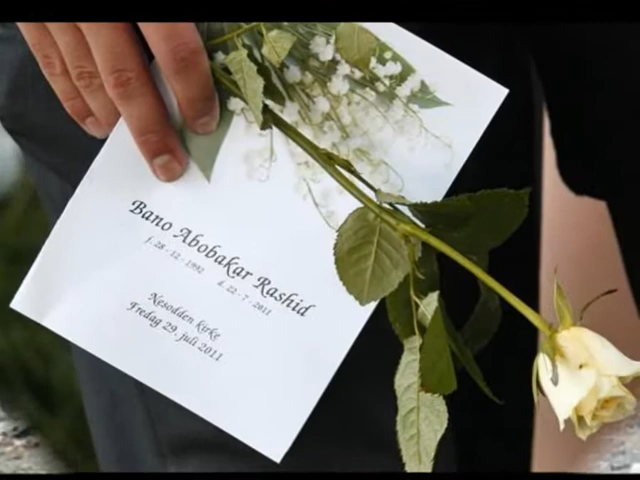 Bano Abobakar Rashid
f. 28 - 12 - 1992
d. 22 - 7 - 2011
Nesodden kirke
Fredag 29. juli 2011